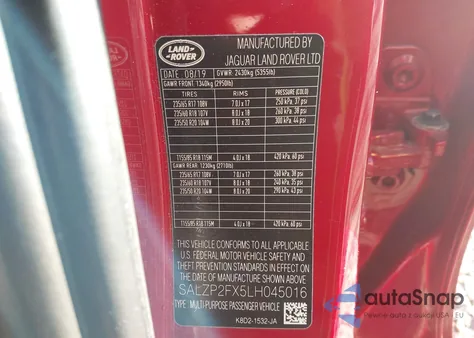 LAND ROVER
MANUFACTURED BY
JAGUAR LAND ROVER LTD
DATE 08/19 GVWR: 2430kg (5355lb)
GAWR FRONT 1340kg (2950lb)
TIRES RIMS PRESSURE (COLD)
235/65 R17 108V 7.0J x 17 250 kPa; 37 psi
235/60 R18 107V 8.0J x 18 260 kPa; 38 psi
235/50 R20 104W 8.0J x 20 300 kPa; 44 psi
T155/85 R18 115M 4.0J x 18 420 kPa; 60 psi
GAWR REAR: 1230kg (2710lb)
235/65 R17 108V 7.0J x 17 260 kPa; 38 psi
235/60 R18 107V 8.0J x 18 240 kPa; 35 psi
235/50 R20 104W 8.0J x 20 290 kPa; 43 psi
T155/85 R18 115M 4.0J x 18 420 kPa; 60 psi
THIS VEHICLE CONFORMS TO ALL APPLICABLE
U.S. FEDERAL MOTOR VEHICLE SAFETY AND
THEFT PREVENTION STANDARDS IN EFFECT ON
THE DATE OF MANUFACTURE SHOWN ABOVE
SALZP2FX5LH045016
TYPE: MULTI-PURPOSE PASSENGER VEHICLE
K8D2-1532-JA
autoAstat